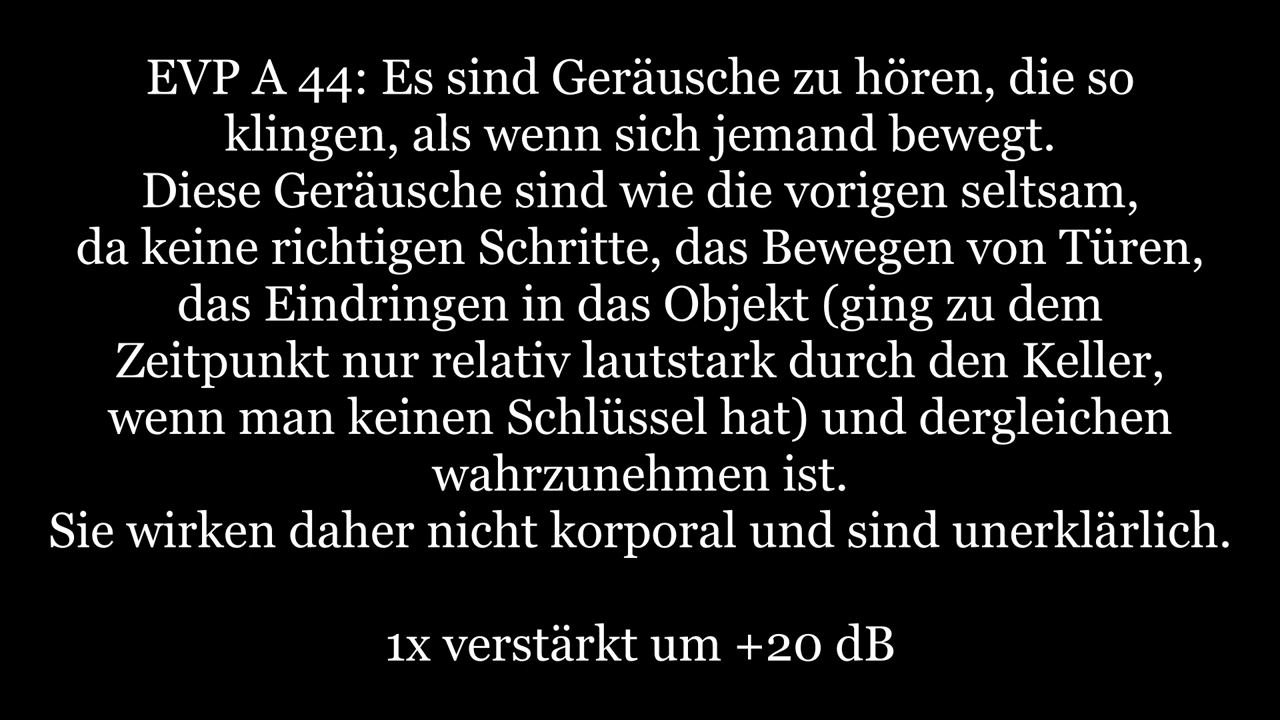 EVP A 44: Es sind Geräusche zu hören, die so
klingen, als wenn sich jemand bewegt.
Diese Geräusche sind wie die vorigen seltsam,
da keine richtigen Schritte, das Bewegen von Türen,
das Eindringen in das Objekt (ging zu dem
Zeitpunkt nur relativ lautstark durch den Keller,
wenn man keinen Schlüssel hat) und dergleichen
wahrzunehmen ist.
Sie wirken daher nicht korporal und sind unerklärlich.
1x verstärkt um +20 dB